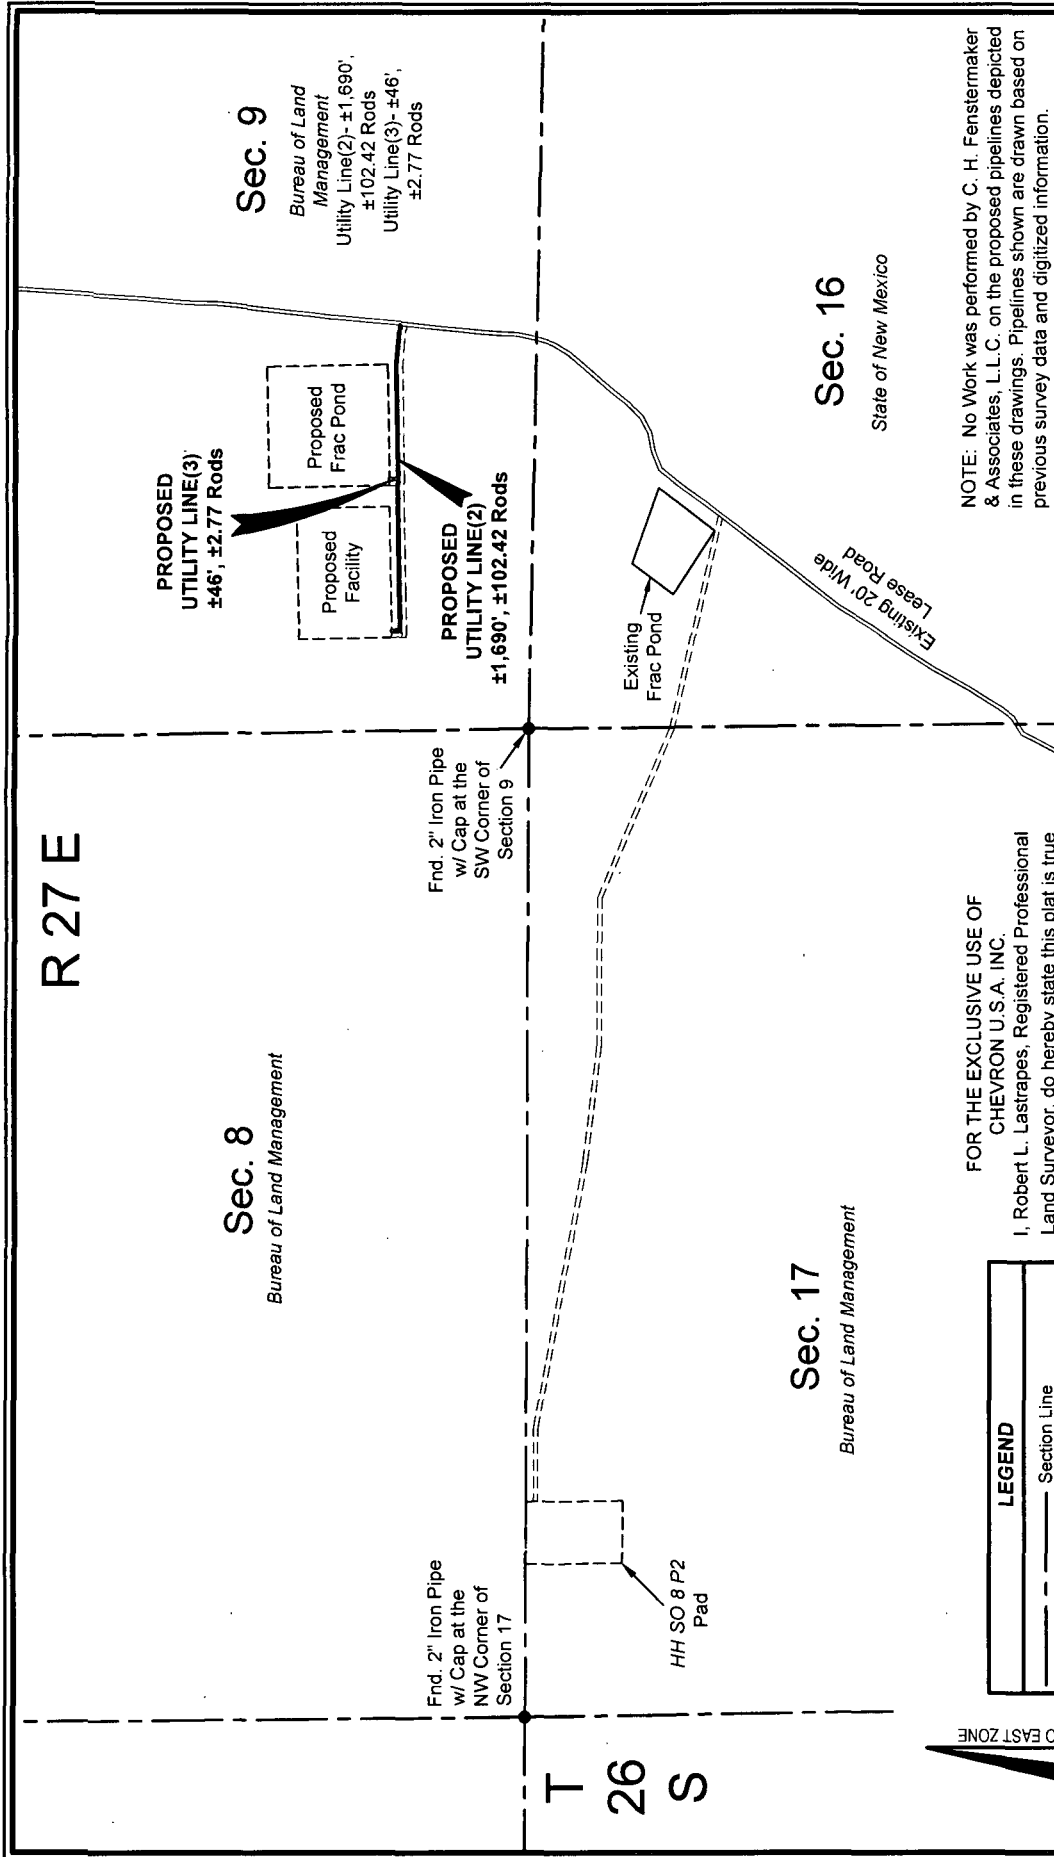 R 27 E
Sec. 8
Bureau of Land Management
Sec. 9
Bureau of Land
Management
Utility Line(2)- ±1,690',
±102.42 Rods
Utility Line(3)- ±46',
±2.77 Rods
PROPOSED
UTILITY LINE(3)
±46', ±2.77 Rods
Proposed
Facility
Proposed
Frac Pond
PROPOSED
UTILITY LINE(2)
±1,690', ±102.42 Rods
Fnd. 2" Iron Pipe
w/ Cap at the
NW Corner of
Section 17
Fnd. 2" Iron Pipe
w/ Cap at the
SW Corner of
Section 9
T
26
S
HH SO 8 P2
Pad
Existing
Frac Pond
Sec. 17
Bureau of Land Management
Sec. 16
State of New Mexico
Existing 20' Wide
Lease Road
EAST ZONE
LEGEND
Section Line
FOR THE EXCLUSIVE USE OF
CHEVRON U.S.A. INC.
I, Robert L. Lastrapes, Registered Professional
Land Surveyor, do hereby state this plat is true
NOTE: No Work was performed by C. H. Fenstermaker
& Associates, L.L.C. on the proposed pipelines depicted
in these drawings. Pipelines shown are drawn based on
previous survey data and digitized information.